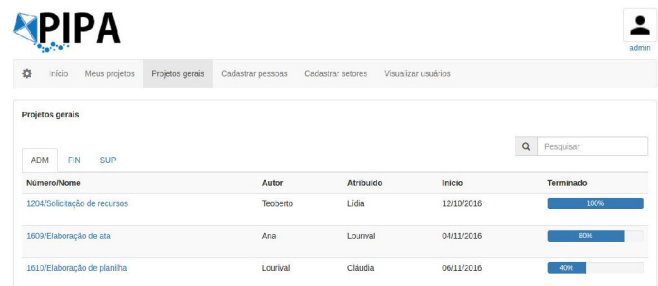 PIPA
admin
Início Meus projetos Projetos gerais Cadastrar pessoas Cadastrar setores Visualizar usuários
Projetos gerais
Pesquisar
ADM FIN SUP
Número/Nome Autor Atribuído Início Terminado
1204/Solicitação de recursos Teoberto Lídia 12/10/2016 100%
1609/Elaboração de ata Ana Lourival 04/11/2016 80%
1610/Elaboração de planilha Lourival Cláudia 06/11/2016 40%